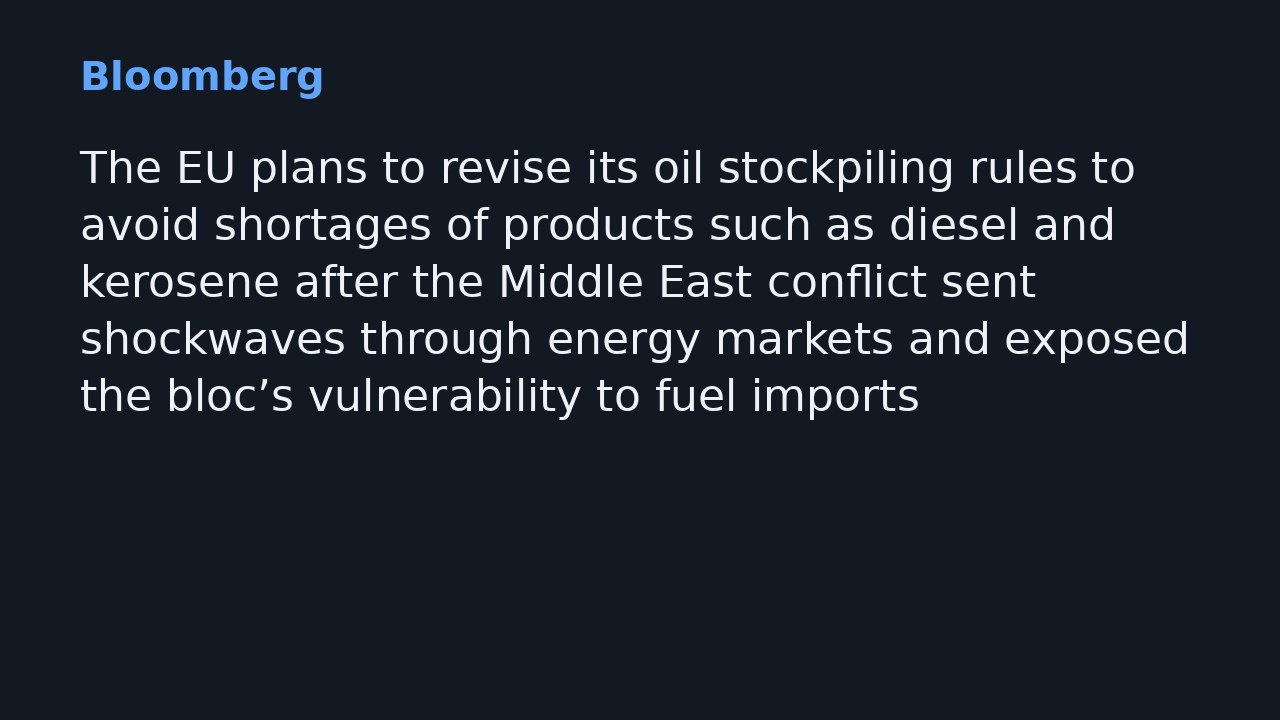 Bloomberg
The EU plans to revise its oil stockpiling rules to
avoid shortages of products such as diesel and
kerosene after the Middle East conflict sent
shockwaves through energy markets and exposed
the bloc’s vulnerability to fuel imports